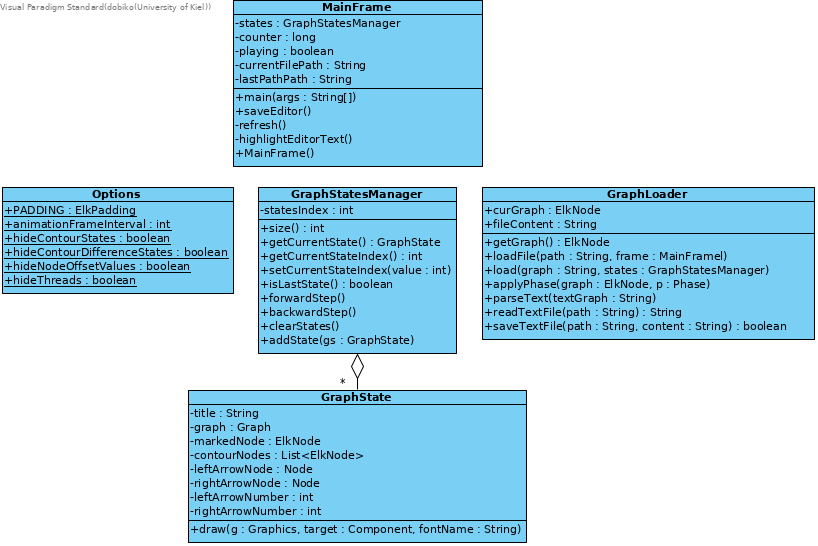 Visual Paradigm Standard(dobiko(University of Kiel))
MainFrame
-states : GraphStatesManager
-counter : long
-playing : boolean
-currentFilePath : String
-lastPathPath : String
+main(args : String[])
+saveEditor()
-refresh()
-highlightEditorText()
+MainFrame()
Options
+PADDING : ElkPadding
+animationFrameInterval : int
+hideContourStates : boolean
+hideContourDifferenceStates : boolean
+hideNodeOffsetValues : boolean
+hideThreads : boolean
GraphStatesManager
-statesIndex : int
+size() : int
+getCurrentState() : GraphState
+getCurrentStateIndex() : int
+setCurrentStateIndex(value : int)
+isLastState() : boolean
+forwardStep()
+backwardStep()
+clearStates()
+addState(gs : GraphState)
GraphLoader
+curGraph : ElkNode
+fileContent : String
+getGraph() : ElkNode
+loadFile(path : String, frame : MainFramel)
+load(graph : String, states : GraphStatesManager)
+applyPhase(graph : ElkNode, p : Phase)
+parseText(textGraph : String)
+readTextFile(path : String) : String
+saveTextFile(path : String, content : String) : boolean
*
GraphState
-title : String
-graph : Graph
-markedNode : ElkNode
-contourNodes : List<ElkNode>
-leftArrowNode : Node
-rightArrowNode : Node
-leftArrowNumber : int
-rightArrowNumber : int
+draw(g : Graphics, target : Component, fontName : String)